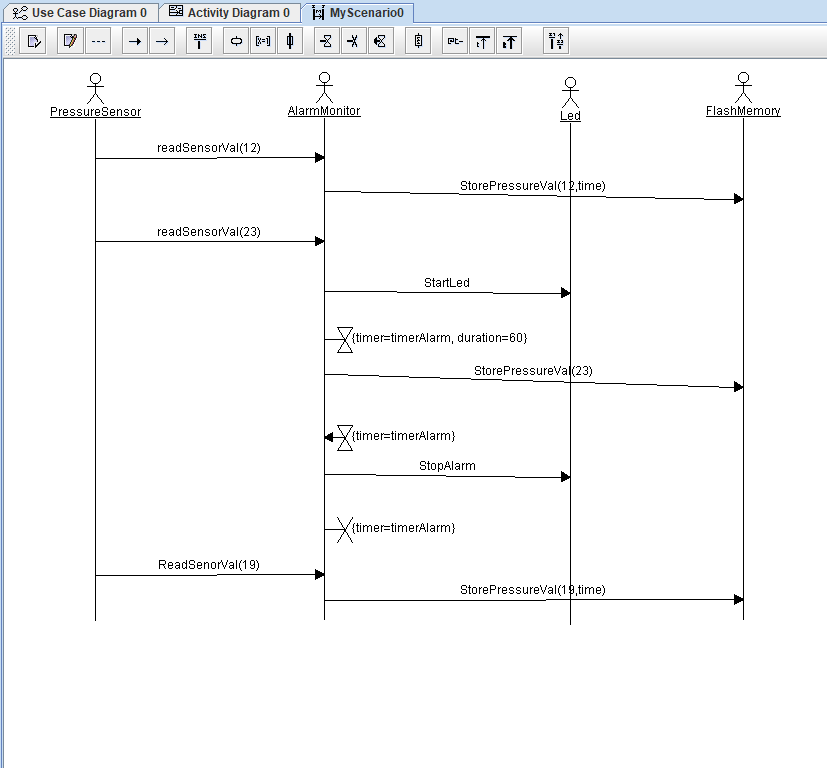 Use Case Diagram 0
Activity Diagram 0
MyScenario0
PressureSensor
AlarmMonitor
Led
FlashMemory
readSensorVal(12)
StorePressureVal(12,time)
readSensorVal(23)
StartLed
{timer=timerAlarm, duration=60}
StorePressureVal(23)
{timer=timerAlarm}
StopAlarm
{timer=timerAlarm}
ReadSenorVal(19)
StorePressureVal(19,time)